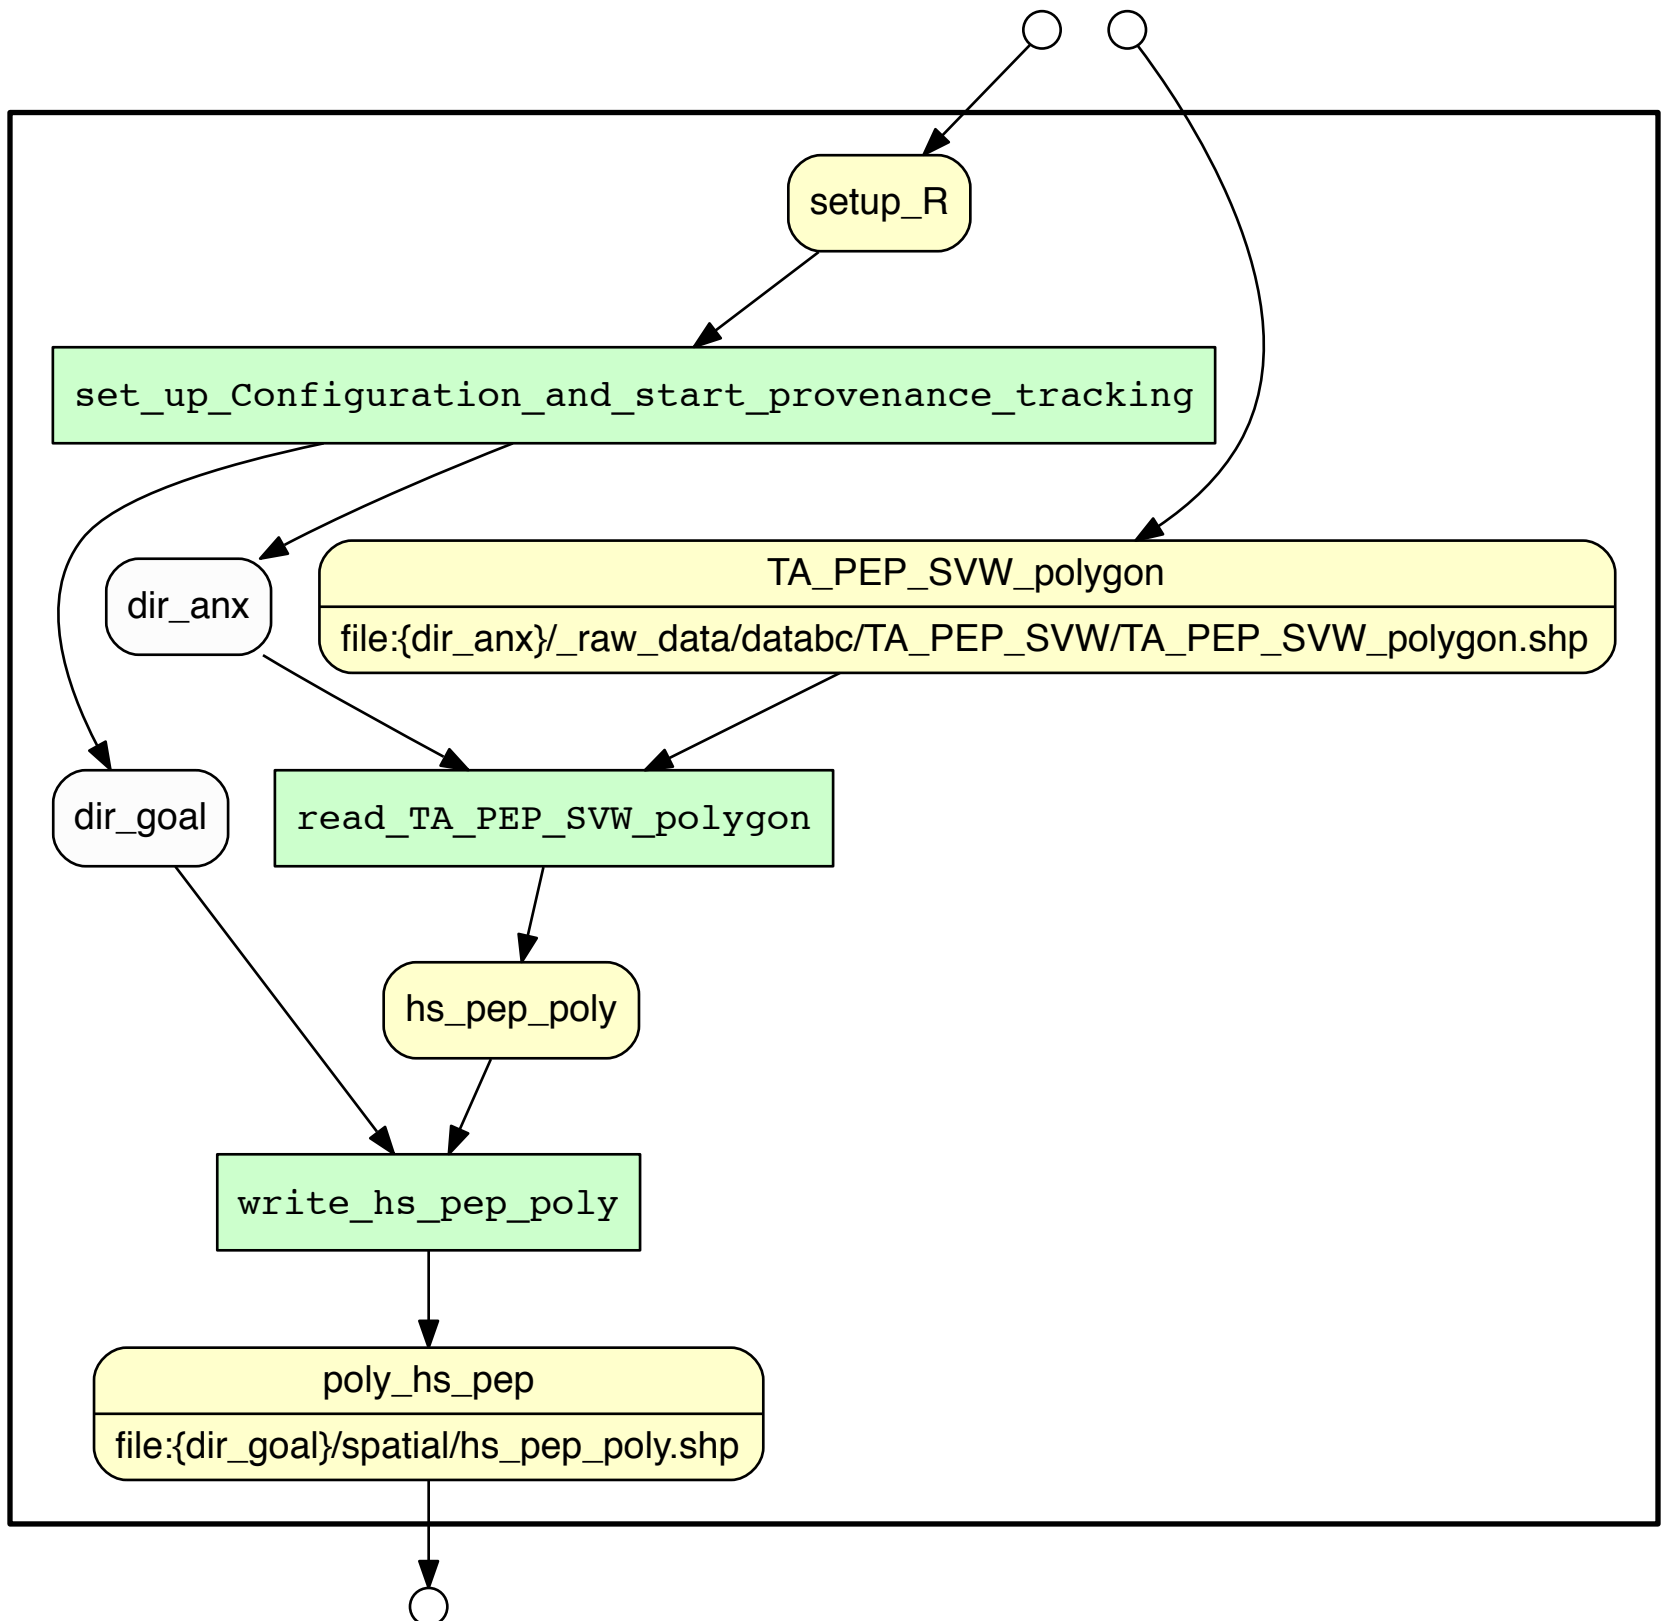 setup_R
set_up_Configuration_and_start_provenance_tracking
dir_anx
TA_PEP_SVW_polygon
file:{dir_anx}/_raw_data/databc/TA_PEP_SVW/TA_PEP_SVW_polygon.shp
dir_goal
read_TA_PEP_SVW_polygon
hs_pep_poly
write_hs_pep_poly
poly_hs_pep
file:{dir_goal}/spatial/hs_pep_poly.shp